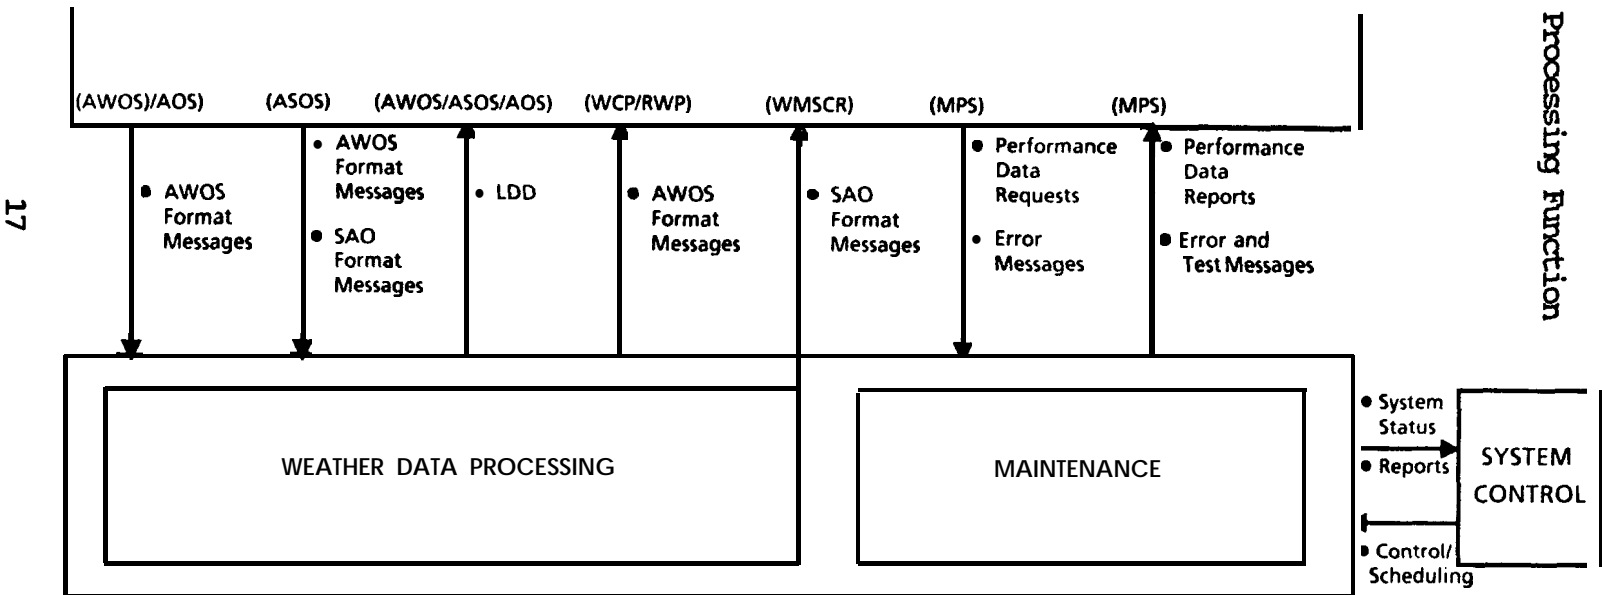 Processing Function
17
(AWOS)/AOS)
(ASOS)
(AWOS/ASOS/AOS)
(WCP/RWP)
(WMSCR)
(MPS)
(MPS)
• AWOS
Format
Messages
• AWOS
Format
Messages
• SAO
Format
Messages
• LDD
• AWOS
Format
Messages
• SAO
Format
Messages
• Performance
Data
Requests
• Error
Messages
• Performance
Data
Reports
• Error and
Test Messages
WEATHER DATA PROCESSING
MAINTENANCE
• System
Status
• Reports
• Control/
Scheduling
SYSTEM
CONTROL